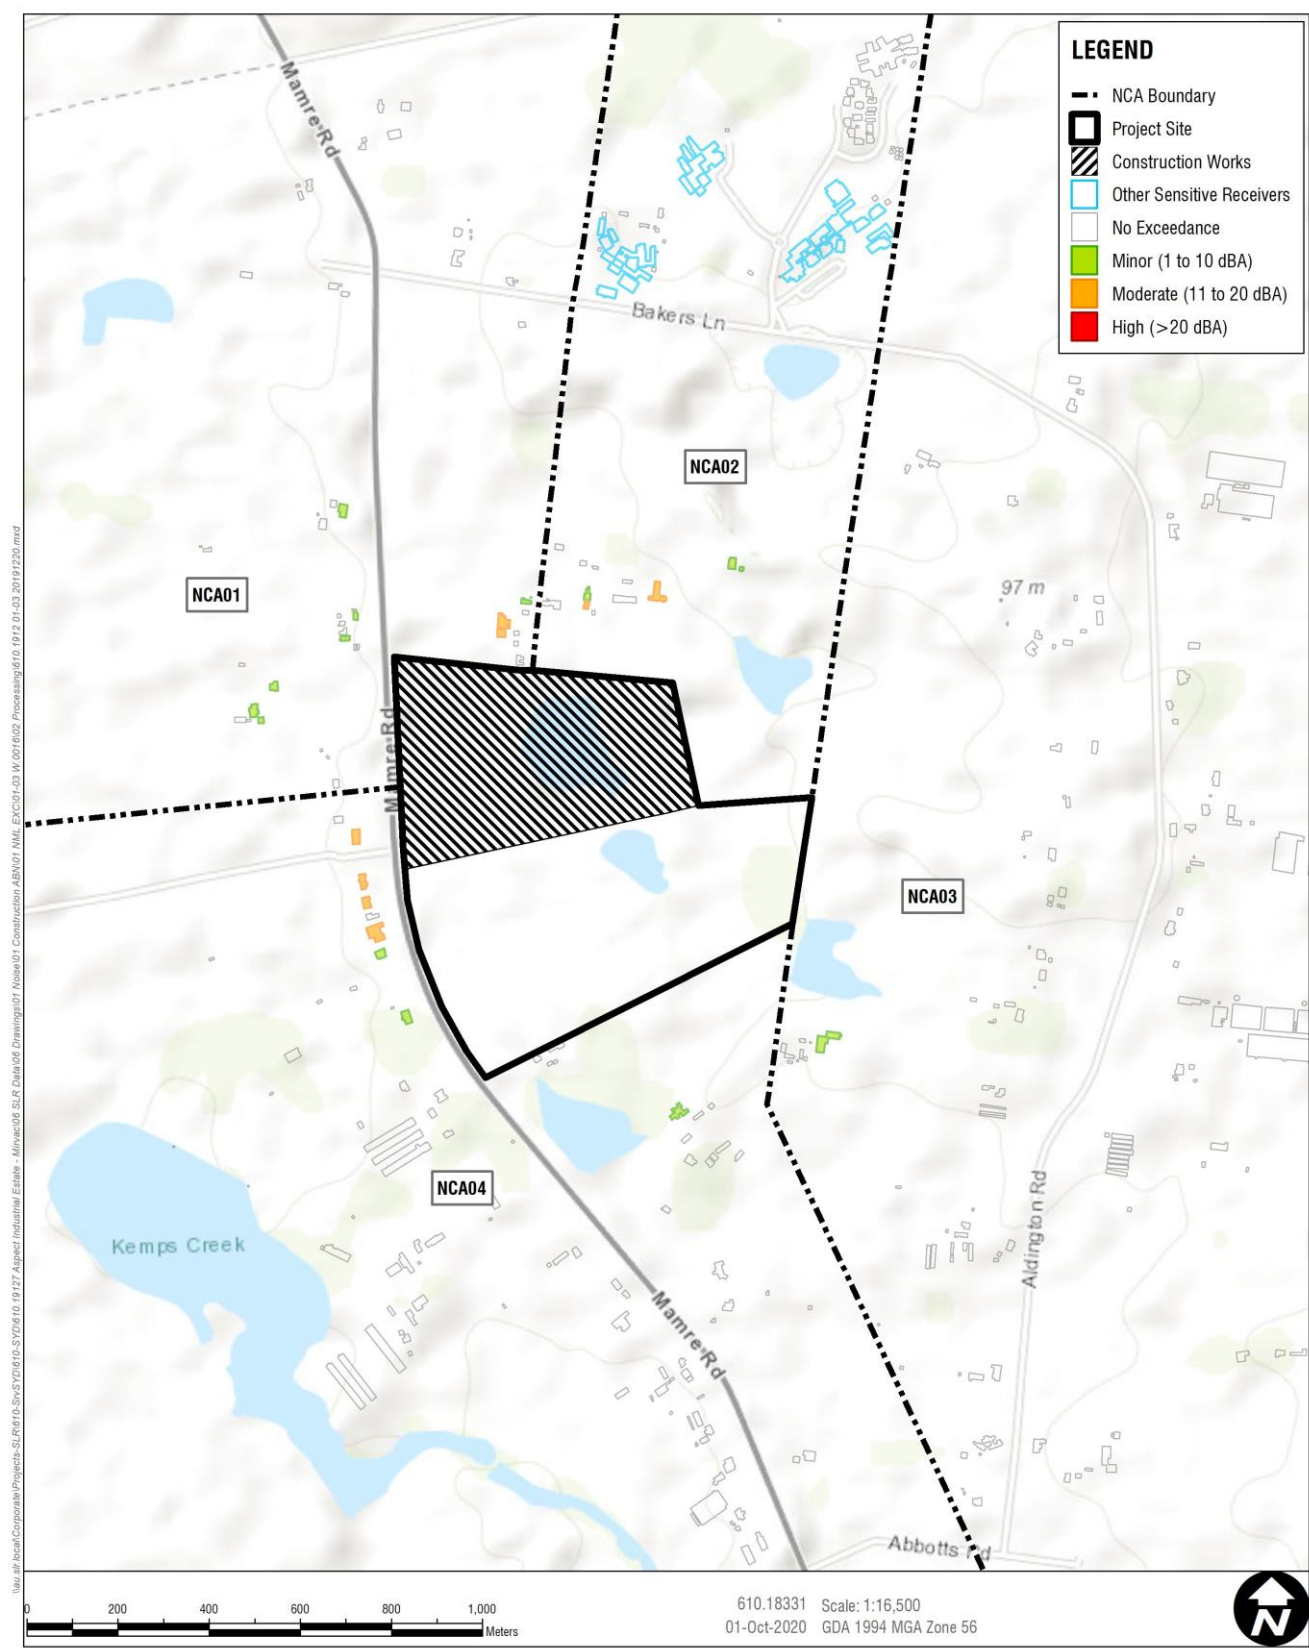 LEGEND
NCA Boundary
Project Site
Construction Works
Other Sensitive Receivers
No Exceedance
Minor (1 to 10 dBA)
Moderate (11 to 20 dBA)
High (>20 dBA)
Mamre Rd
Bakers Ln
NCA02
NCA01
97 m
Mamre Rd
NCA03
NCA04
Kemps Creek
Aldington Rd
Mamre Rd
Abbotts Rd
0 200 400 600 800 1,000
Meters
610.18331 Scale: 1:16,500
01-Oct-2020 GDA 1994 MGA Zone 56
N